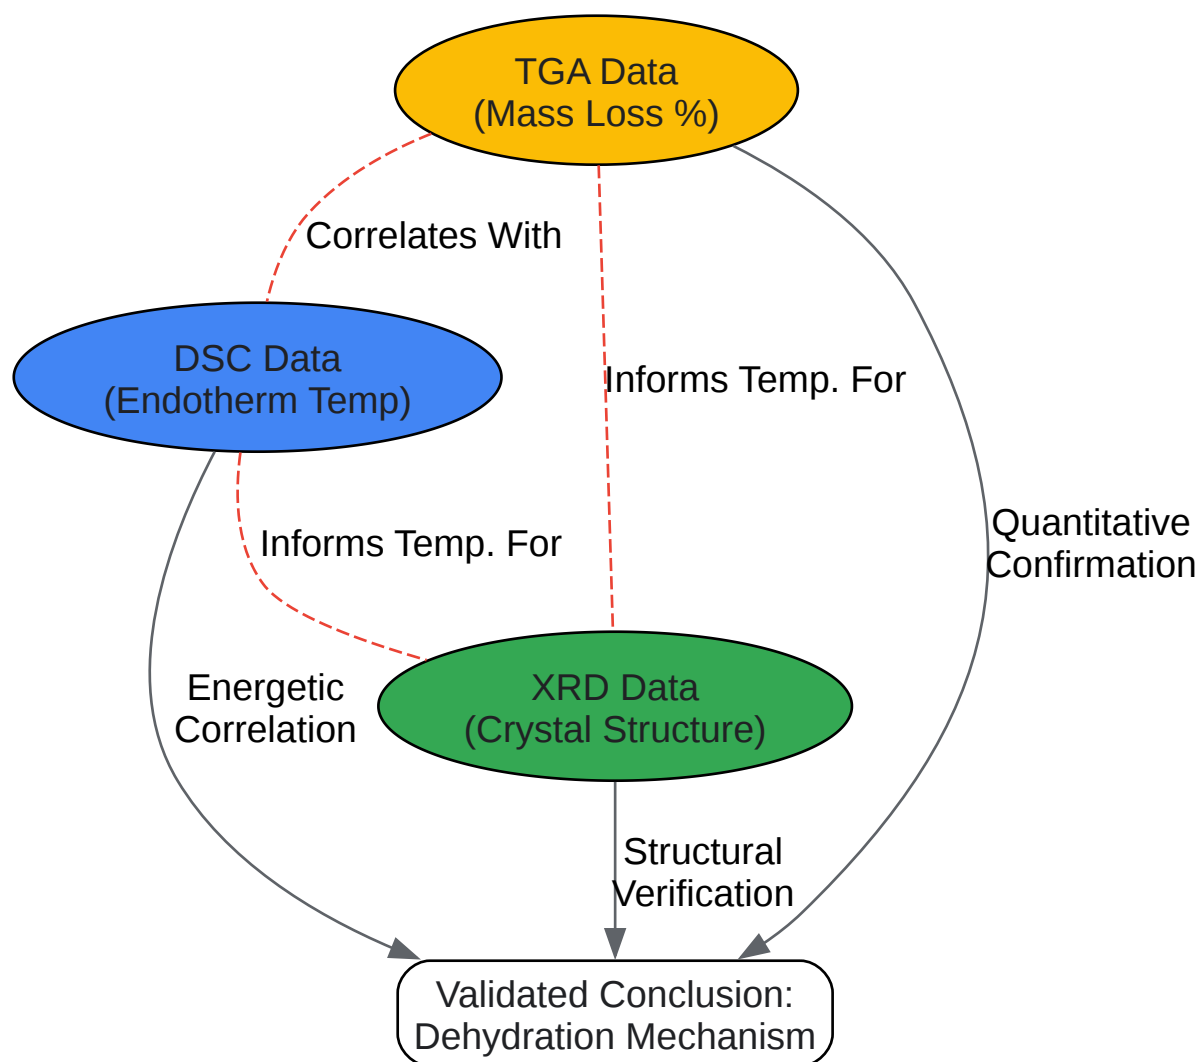 TGA Data
(Mass Loss %)
Correlates With
DSC Data
(Endotherm Temp)
Informs Temp. For
Quantitative
Confirmation
Informs Temp. For
Energetic
Correlation
XRD Data
(Crystal Structure)
Structural
Verification
Validated Conclusion:
Dehydration Mechanism